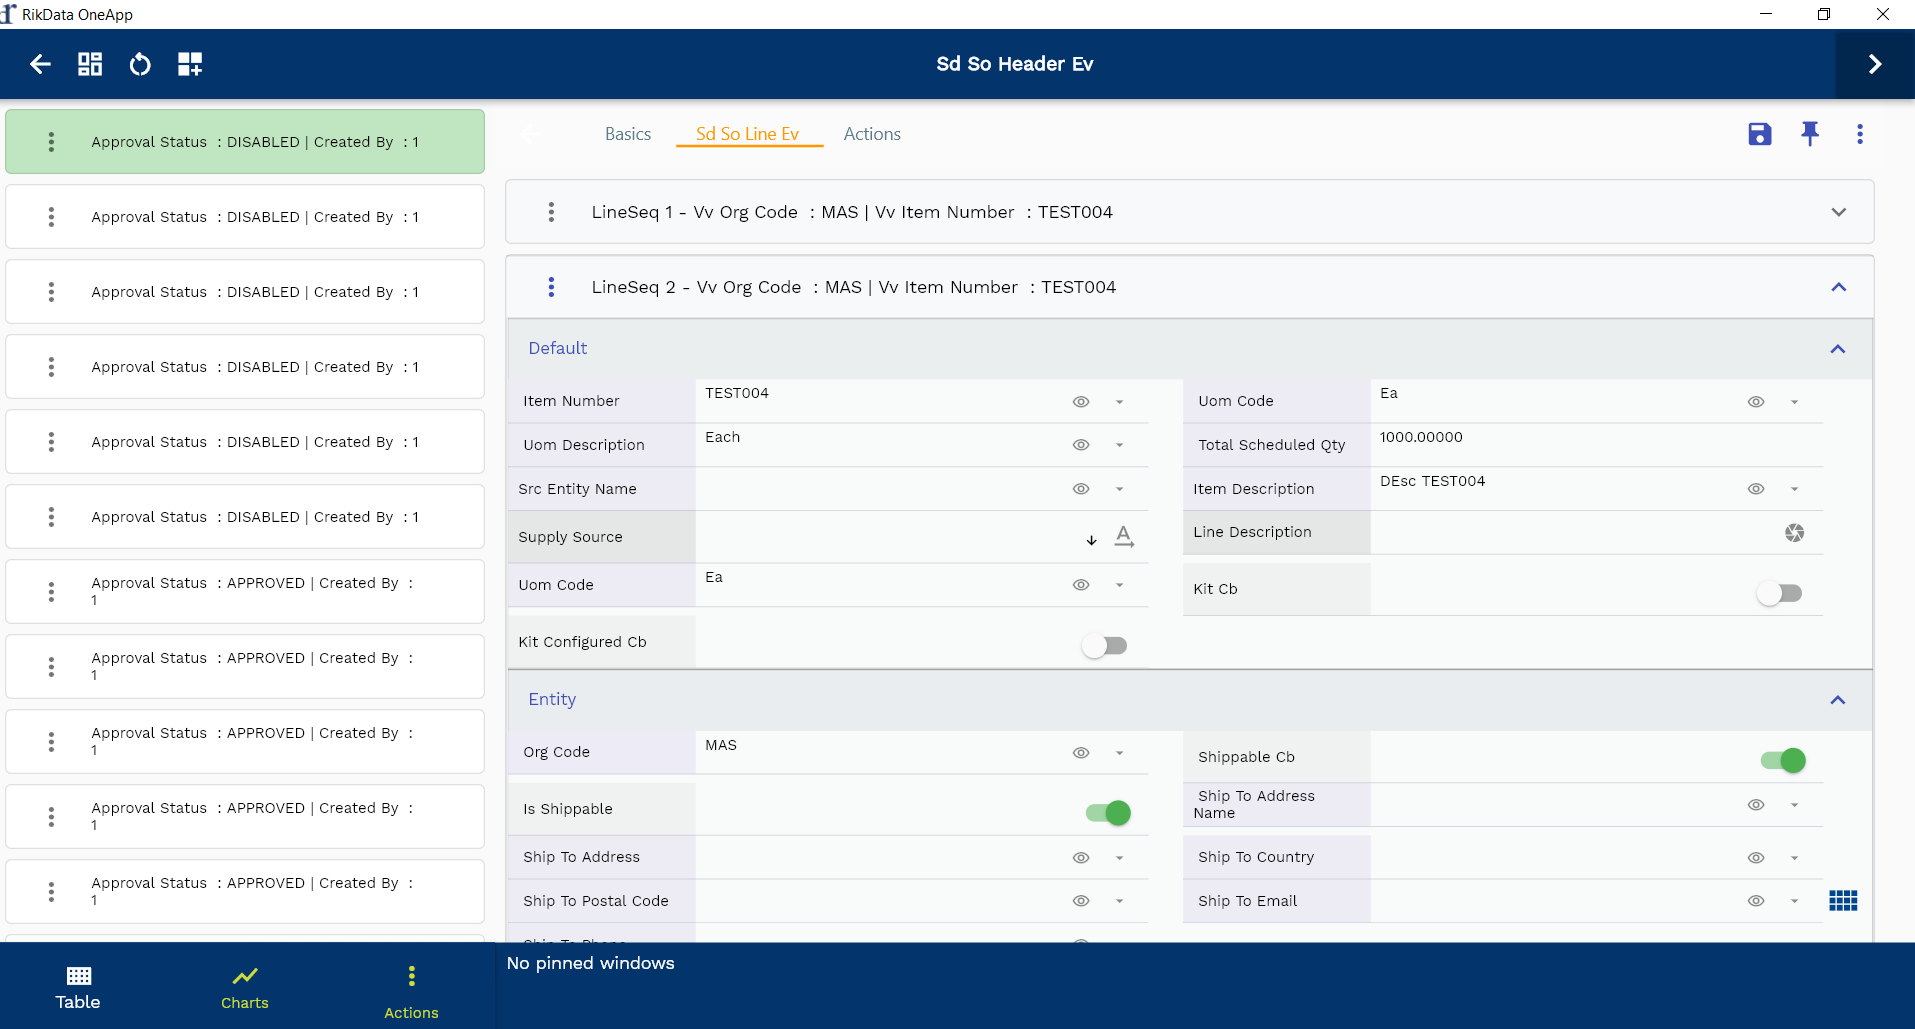 RikData OneApp
Sd So Header Ev
Approval Status : DISABLED | Created By : 1
Approval Status : DISABLED | Created By : 1
Approval Status : DISABLED | Created By : 1
Approval Status : DISABLED | Created By : 1
Approval Status : DISABLED | Created By : 1
Approval Status : DISABLED | Created By : 1
Approval Status : APPROVED | Created By :
1
Approval Status : APPROVED | Created By :
1
Approval Status : APPROVED | Created By :
1
Approval Status : APPROVED | Created By :
1
Approval Status : APPROVED | Created By :
1
Basics Sd So Line Ev Actions
LineSeq 1 - Vv Org Code : MAS | Vv Item Number : TEST004
LineSeq 2 - Vv Org Code : MAS | Vv Item Number : TEST004
Default
Item Number TEST004 Uom Code Ea
Uom Description Each Total Scheduled Qty 1000.00000
Src Entity Name Item Description DEsc TEST004
Supply Source Line Description
Uom Code Ea Kit Cb
Kit Configured Cb
Entity
Org Code MAS Shippable Cb
Is Shippable Ship To Address
Name
Ship To Address Ship To Country
Ship To Postal Code Ship To Email
Ship To Phone
Table Charts Actions
No pinned windows